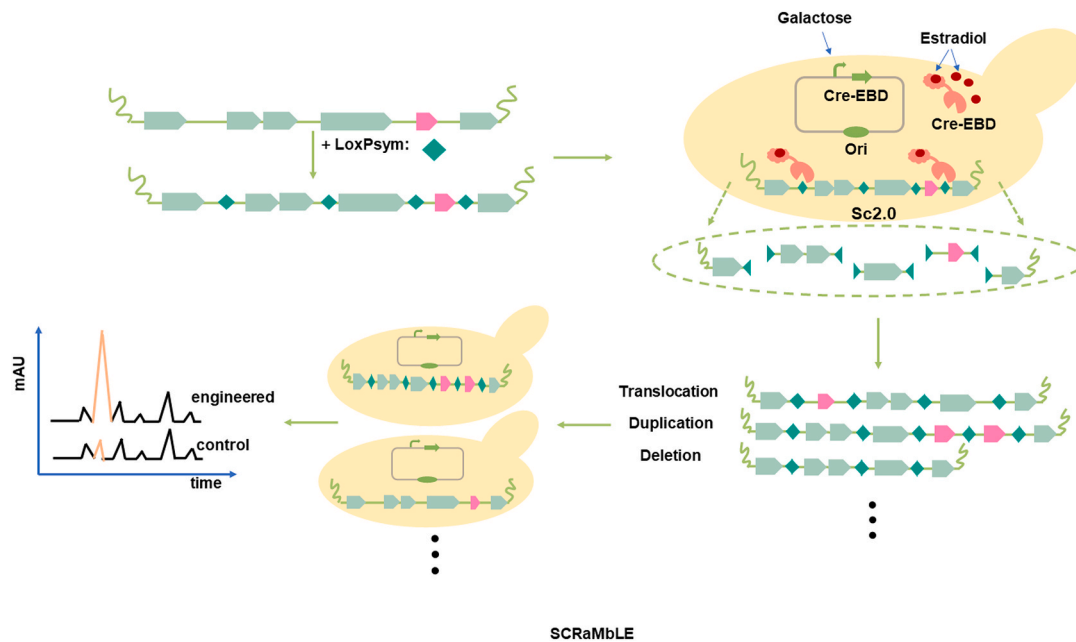 Galactose
Estradiol
Cre-EBD
Cre-EBD
Ori
+ LoxPsym:
Sc2.0
mAU
engineered
control
time
Translocation
Duplication
Deletion
SCRaMbLE